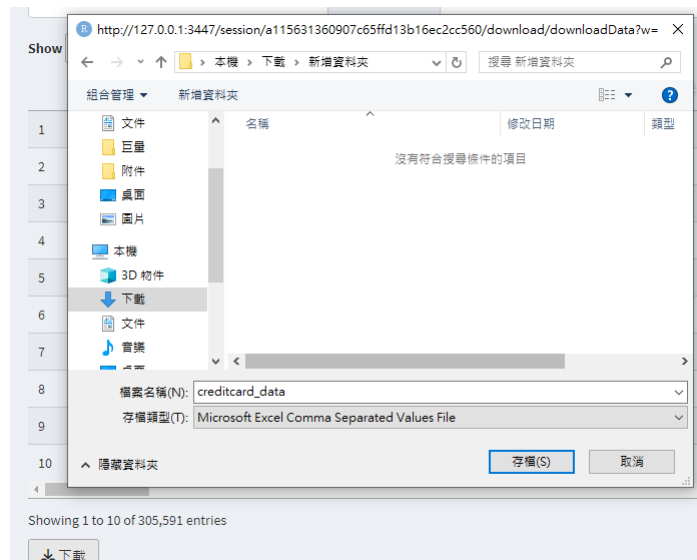 http://127.0.0.1:3447/session/a115631360907c65ffd13b16ec2cc560/download/downloadData?w=
Show
本機 › 下載 › 新增資料夾
搜尋 新增資料夾
組合管理
新增資料夾
名稱
修改日期
類型
沒有符合搜尋條件的項目
文件
巨量
附件
桌面
圖片
本機
3D 物件
下載
文件
音樂
1
2
3
4
5
6
7
8
9
10
檔案名稱(N): creditcard_data
存檔類型(T): Microsoft Excel Comma Separated Values File
隱藏資料夾
存檔(S)
取消
Showing 1 to 10 of 305,591 entries
下載